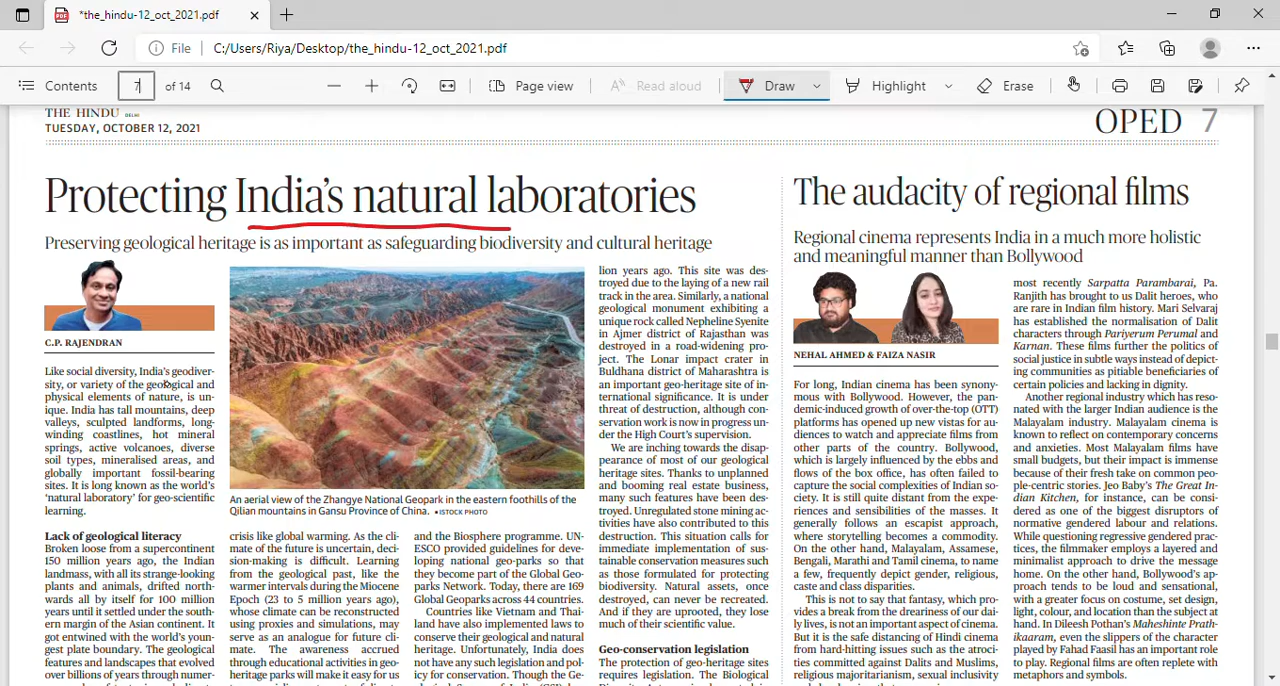 *the_hindu-12_oct_2021.pdf
File
C:/Users/Riya/Desktop/the_hindu-12_oct_2021.pdf
Contents
7
of 14
Page view
Read aloud
Draw
Highlight
Erase
THE HINDU DELHI
TUESDAY, OCTOBER 12, 2021
OPED 7
Protecting India's natural laboratories
Preserving geological heritage is as important as safeguarding biodiversity and cultural heritage
C.P. RAJENDRAN
Like social diversity, India's geodiver-
sity, or variety of the geological and
physical elements of nature, is un-
ique. India has tall mountains, deep
valleys, sculpted landforms, long-
winding coastlines, hot mineral
springs, active volcanoes, diverse
soil types, mineralised areas, and
globally important fossil-bearing
sites. It is long known as the world's
'natural laboratory' for geo-scientific
learning.
Lack of geological literacy
Broken loose from a supercontinent
150 million years ago, the Indian
landmass, with all its strange-looking
plants and animals, drifted north-
wards all by itself for 100 million
years until it settled under the south-
ern margin of the Asian continent. It
got entwined with the world's youn-
gest plate boundary. The geological
features and landscapes that evolved
over billions of years through numer-
An aerial view of the Zhangye National Geopark in the eastern foothills of the
Qilian mountains in Gansu Province of China. • ISTOCK PHOTO
crisis like global warming. As the cli-
mate of the future is uncertain, deci-
sion-making is difficult. Learning
from the geological past, like the
warmer intervals during the Miocene
Epoch (23 to 5 million years ago),
whose climate can be reconstructed
using proxies and simulations, may
serve as an analogue for future cli-
mate. The awareness accrued
through educational activities in geo-
heritage parks will make it easy for us
and the Biosphere programme. UN-
ESCO provided guidelines for deve-
loping national geo-parks so that
they become part of the Global Geo-
parks Network. Today, there are 169
Global Geoparks across 44 countries.
Countries like Vietnam and Thai-
land have also implemented laws to
conserve their geological and natural
heritage. Unfortunately, India does
not have any such legislation and pol-
icy for conservation. Though the Ge-
lion years ago. This site was des-
troyed due to the laying of a new rail
track in the area. Similarly, a national
geological monument exhibiting a
unique rock called Nepheline Syenite
in Ajmer district of Rajasthan was
destroyed in a road-widening pro-
ject. The Lonar impact crater in
Buldhana district of Maharashtra is
an important geo-heritage site of in-
ternational significance. It is under
threat of destruction, although con-
servation work is now in progress un-
der the High Court's supervision.
We are inching towards the disap-
pearance of most of our geological
heritage sites. Thanks to unplanned
and booming real estate business,
many such features have been des-
troyed. Unregulated stone mining ac-
tivities have also contributed to this
destruction. This situation calls for
immediate implementation of sus-
tainable conservation measures such
as those formulated for protecting
biodiversity. Natural assets, once
destroyed, can never be recreated.
And if they are uprooted, they lose
much of their scientific value.
Geo-conservation legislation
The protection of geo-heritage sites
requires legislation. The Biological
The audacity of regional films
Regional cinema represents India in a much more holistic
and meaningful manner than Bollywood
NEHAL AHMED & FAIZA NASIR
For long, Indian cinema has been synony-
mous with Bollywood. However, the pan-
demic-induced growth of over-the-top (OTT)
platforms has opened up new vistas for au-
diences to watch and appreciate films from
other parts of the country. Bollywood,
which is largely influenced by the ebbs and
flows of the box office, has often failed to
capture the social complexities of Indian so-
ciety. It is still quite distant from the expe-
riences and sensibilities of the masses. It
generally follows an escapist approach,
where storytelling becomes a commodity.
On the other hand, Malayalam, Assamese,
Bengali, Marathi and Tamil cinema, to name
a few, frequently depict gender, religious,
caste and class disparities.
This is not to say that fantasy, which pro-
vides a break from the dreariness of our dai-
ly lives, is not an important aspect of cinema.
But it is the safe distancing of Hindi cinema
from hard-hitting issues such as the atroci-
ties committed against Dalits and Muslims,
religious majoritarianism, sexual inclusivity
most recently Sarpatta Parambarai, Pa.
Ranjith has brought to us Dalit heroes, who
are rare in Indian film history. Mari Selvaraj
has established the normalisation of Dalit
characters through Pariyerum Perumal and
Karnan. These films further the politics of
social justice in subtle ways instead of depict-
ing communities as pitiable beneficiaries of
certain policies and lacking in dignity.
Another regional industry which has reso-
nated with the larger Indian audience is the
Malayalam industry. Malayalam cinema is
known to reflect on contemporary concerns
and anxieties. Most Malayalam films have
small budgets, but their impact is immense
because of their fresh take on common peo-
ple-centric stories. Jeo Baby's The Great In-
dian Kitchen, for instance, can be consi-
dered as one of the biggest disruptors of
normative gendered labour and relations.
While questioning regressive gendered prac-
tices, the filmmaker employs a layered and
minimalist approach to drive the message
home. On the other hand, Bollywood's ap-
proach tends to be loud and sensational,
with a greater focus on costume, set design,
light, colour, and location than the subject at
hand. In Dileesh Pothan's Maheshinte Prath-
ikaaram, even the slippers of the character
played by Fahad Faasil has an important role
to play. Regional films are often replete with
metaphors and symbols.